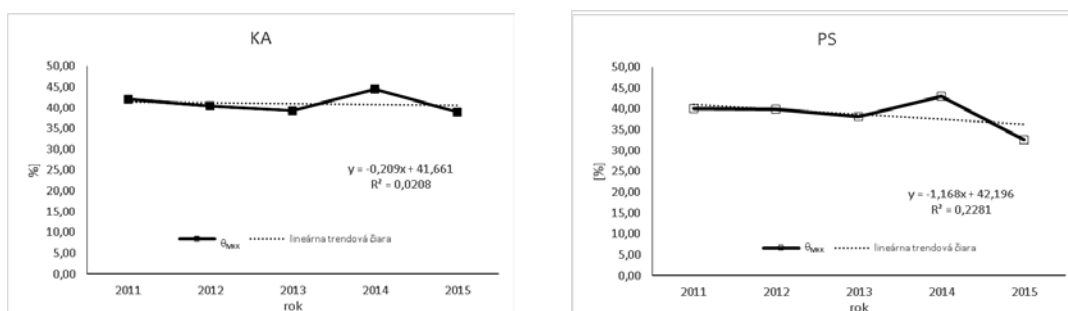 KA
50,00
45,00
40,00
35,00
30,00
25,00
20,00
15,00
10,00
5,00
0,00
%]
y = -0,209x + 41,661
R² = 0,0208
θMKK
lineárna trendová čiara
2011 2012 2013 2014 2015
rok
PS
50,00
45,00
40,00
35,00
30,00
25,00
20,00
15,00
10,00
5,00
0,00
[%]
y = -1,168x + 42,196
R² = 0,2281
θMKK
lineárna trendová čiara
2011 2012 2013 2014 2015
rok